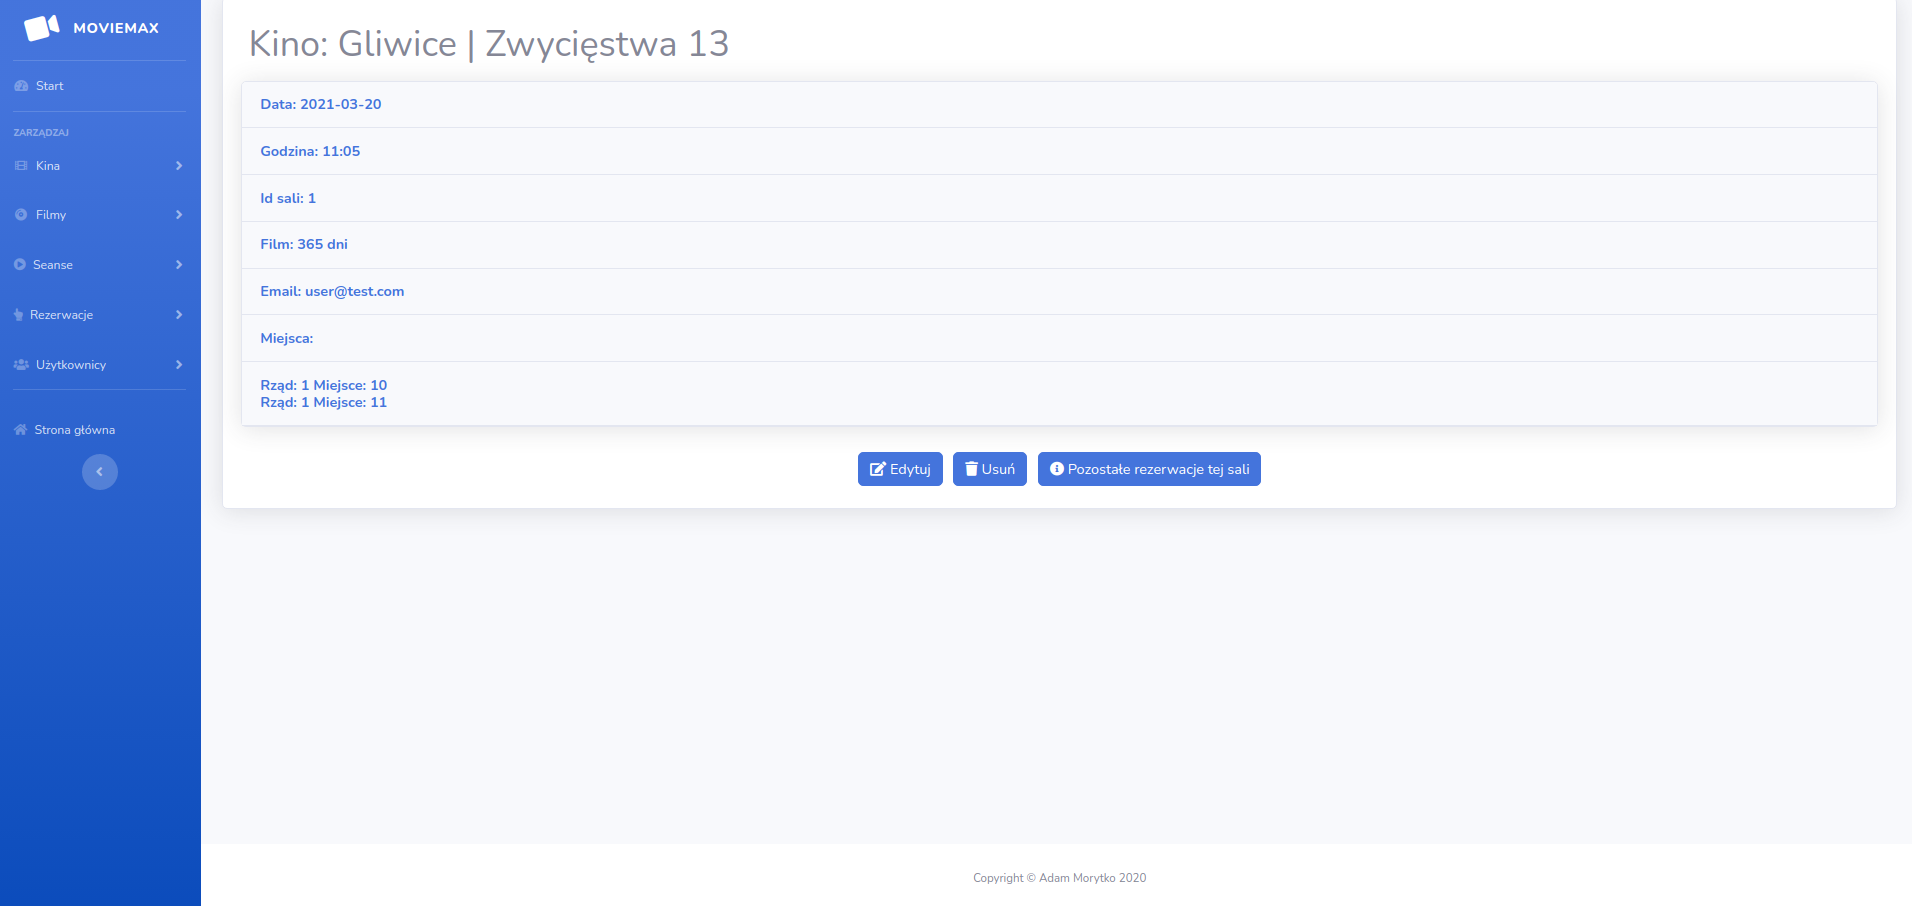 MOVIEMAX
Start
ZARZĄDZAJ
Kina
Filmy
Seanse
Rezerwacje
Użytkownicy
Strona główna
Kino: Gliwice | Zwycięstwa 13
Data: 2021-03-20
Godzina: 11:05
Id sali: 1
Film: 365 dni
Email: user@test.com
Miejsca:
Rząd: 1 Miejsce: 10
Rząd: 1 Miejsce: 11
Edytuj Usuń Pozostałe rezerwacje tej sali
Copyright © Adam Morytko 2020